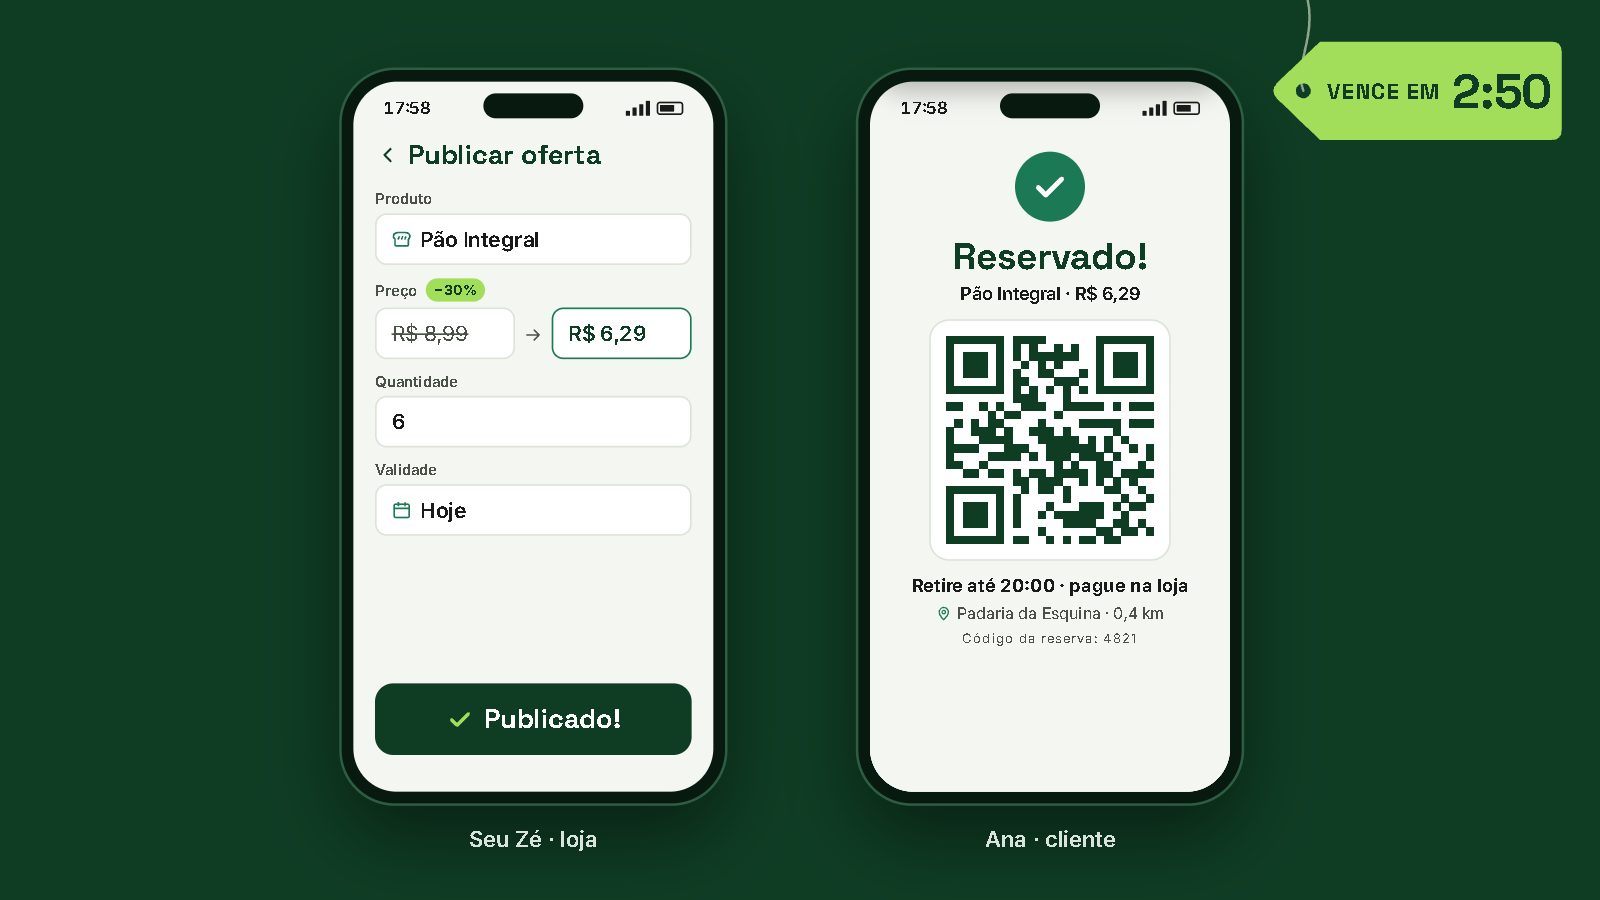 17:58
Publicar oferta
Produto
Pão Integral
Preço −30%
R$ 8,99 → R$ 6,29
Quantidade
6
Validade
Hoje
Publicado!
Seu Zé · loja
17:58
Reservado!
Pão Integral · R$ 6,29
Retire até 20:00 · pague na loja
Padaria da Esquina · 0,4 km
Código da reserva: 4821
Ana · cliente
VENCE EM 2:50